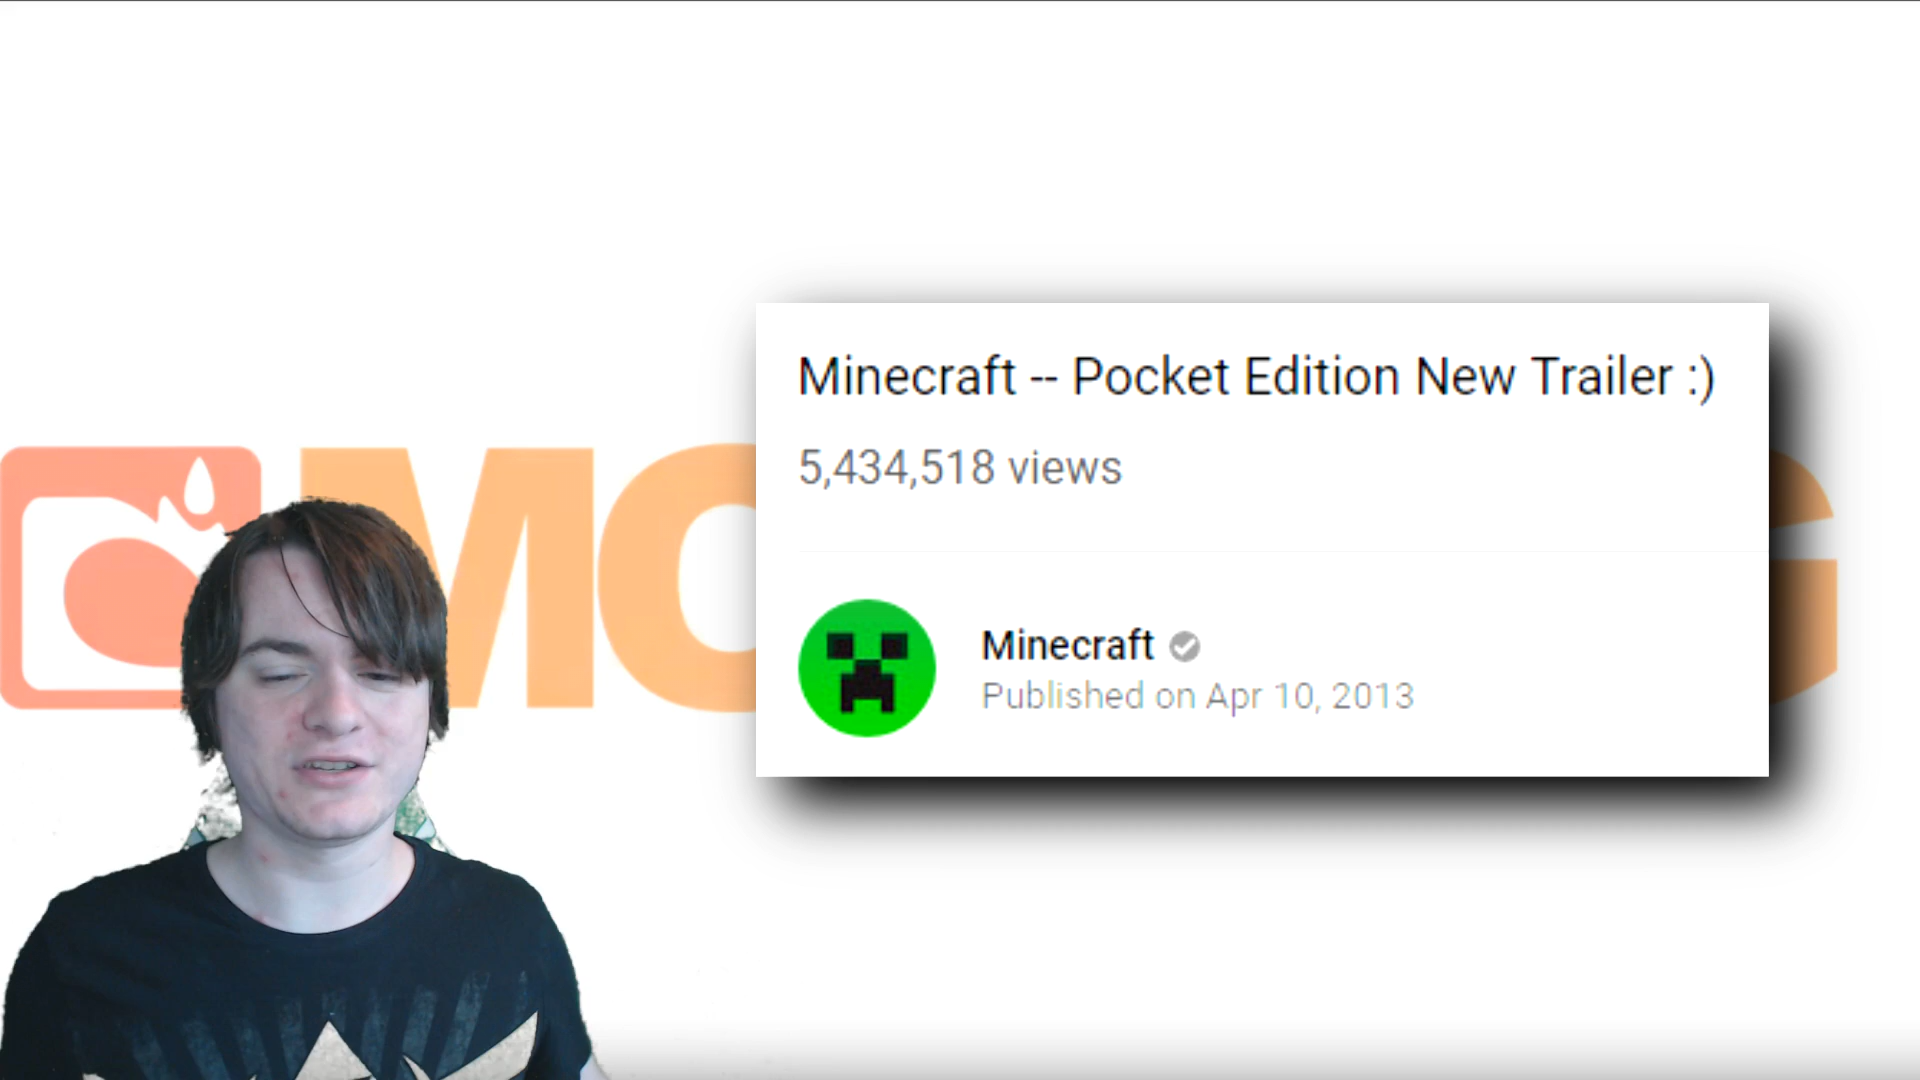 Minecraft -- Pocket Edition New Trailer :)
5,434,518 views
Minecraft
Published on Apr 10, 2013